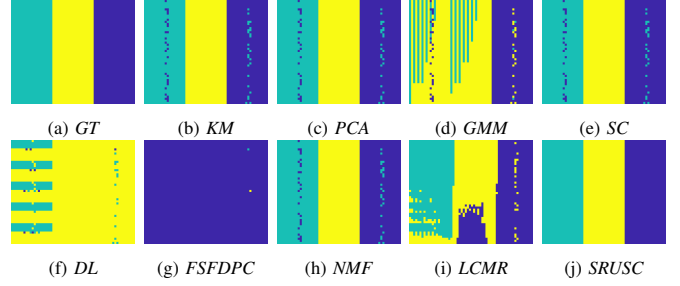 (a) GT (b) KM (c) PCA (d) GMM (e) SC
(f) DL (g) FSFDPC (h) NMF (i) LCMR (j) SRUSC